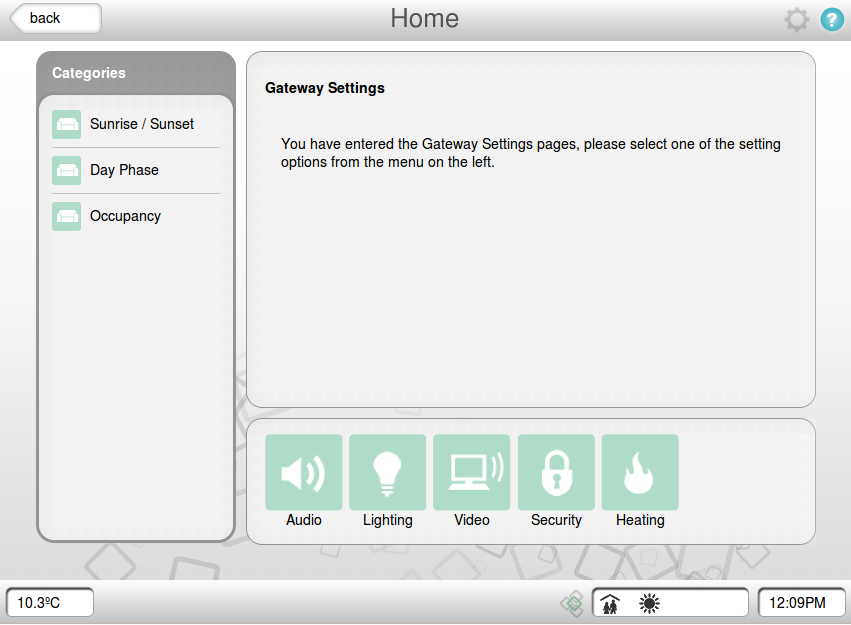 back
Home
?
Categories
Sunrise / Sunset
Day Phase
Occupancy
Gateway Settings
You have entered the Gateway Settings pages, please select one of the setting
options from the menu on the left.
Audio
Lighting
Video
Security
Heating
10.3ºC
12:09PM